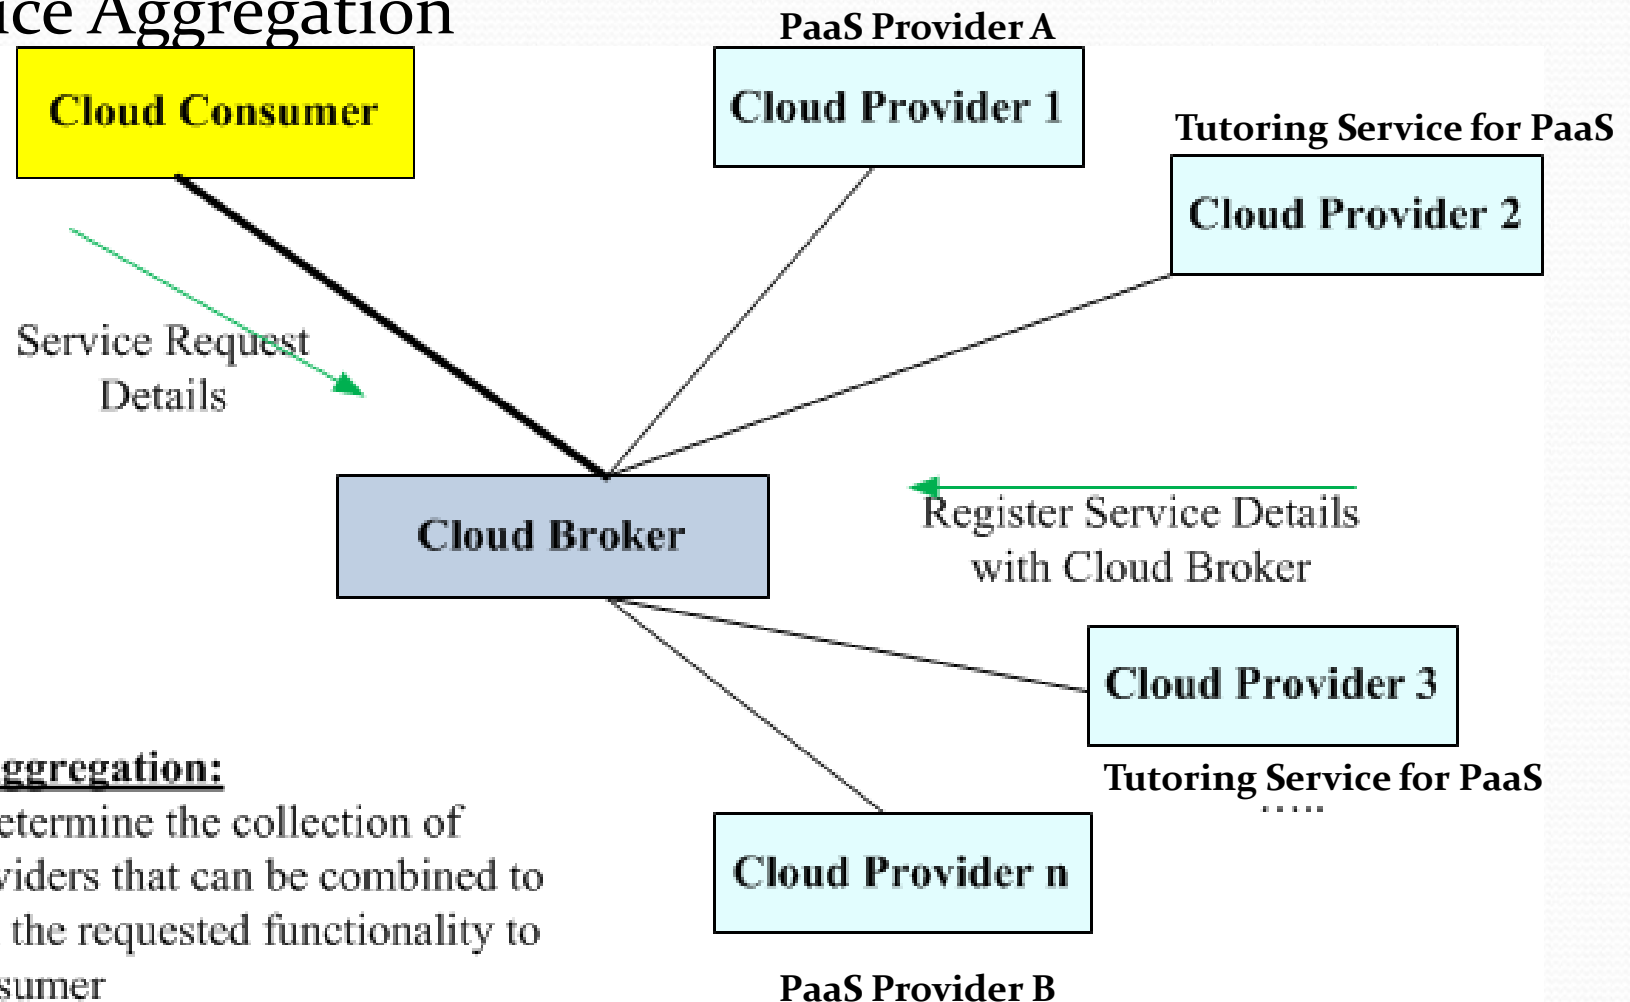 ice Aggregation
PaaS Provider A
Cloud Consumer
Cloud Provider 1
Tutoring Service for PaaS
Cloud Provider 2
Service Request
Details
Cloud Broker
Register Service Details
with Cloud Broker
Cloud Provider 3
Tutoring Service for PaaS
.....
ggregation:
etermine the collection of
viders that can be combined to
the requested functionality to
sumer
Cloud Provider n
PaaS Provider B